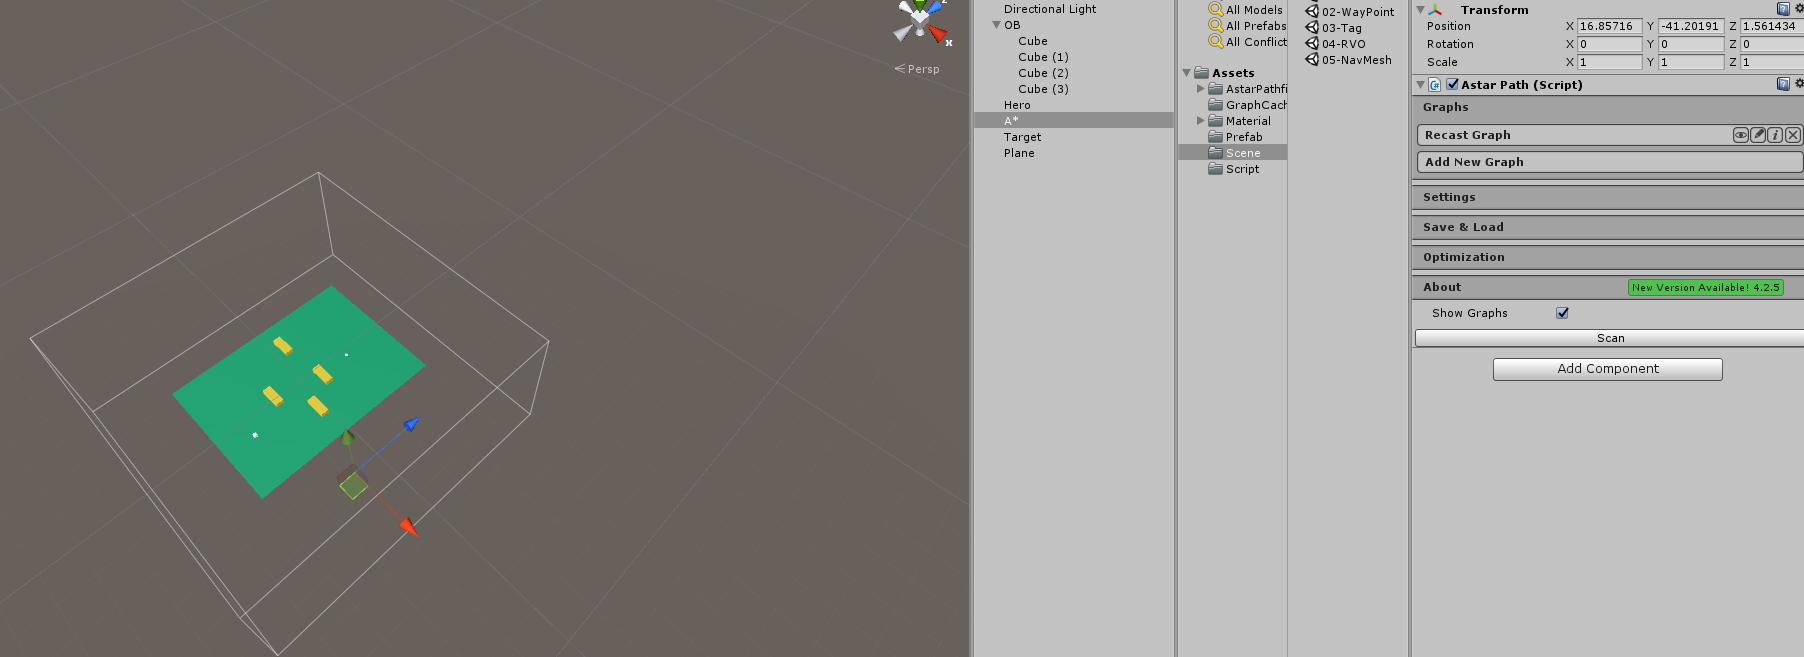 z
x
Persp
Directional Light
OB
Cube
Cube (1)
Cube (2)
Cube (3)
Hero
A*
Target
Plane
All Models
All Prefabs
All Conflict
Assets
AstarPathfi
GraphCach
Material
Prefab
Scene
Script
02-WayPoint
03-Tag
04-RVO
05-NavMesh
Transform
Position X 16.85716 Y -41.20191 Z 1.561434
Rotation X 0 Y 0 Z 0
Scale X 1 Y 1 Z 1
Astar Path (Script)
Graphs
Recast Graph
Add New Graph
Settings
Save & Load
Optimization
About New Version Available! 4.2.5
Show Graphs
Scan
Add Component